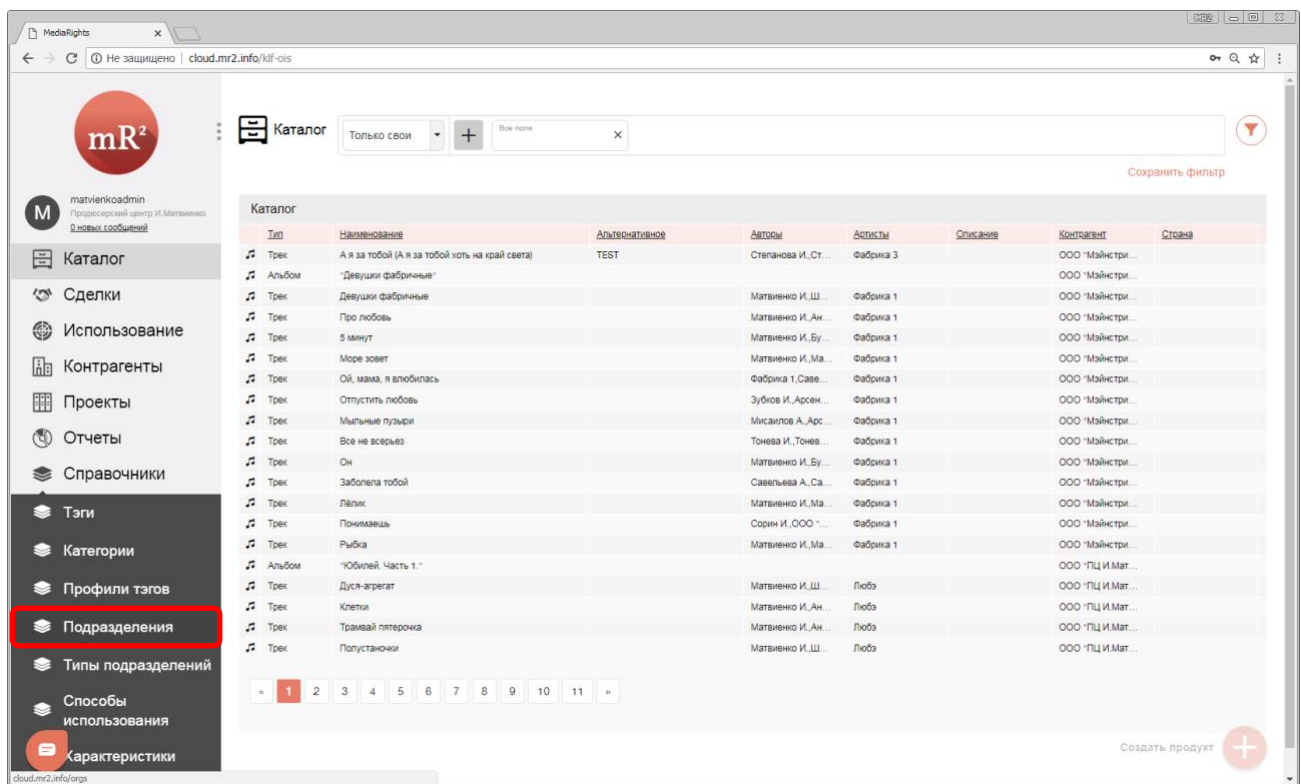 MediaRights
Не защищено | cloud.mr2.info/klf-ois
mR²
matvienkoadmin
Продюсерский центр И.Матвиенко
0 новых сообщений
M
Каталог
Сделки
Использование
Контрагенты
Проекты
Отчеты
Справочники
Тэги
Категории
Профили тэгов
Подразделения
Типы подразделений
Способы
использования
Характеристики
cloud.mr2.info/orgs
Каталог Только свои Все поля
Сохранить фильтр
Каталог
Тип Наименование Альтернативное Авторы Артисты Описание Контрагент Страна
Трек А я за тобой (А я за тобой хоть на край света) TEST Степанова И.,Ст... Фабрика 3 ООО "Мэйнстри...
Альбом "Девушки фабричные" ООО "Мэйнстри...
Трек Девушки фабричные Матвиенко И.,Ш... Фабрика 1 ООО "Мэйнстри...
Трек Про любовь Матвиенко И.,Ан... Фабрика 1 ООО "Мэйнстри...
Трек 5 минут Матвиенко И.,Бу... Фабрика 1 ООО "Мэйнстри...
Трек Море зовет Матвиенко И.,Ма... Фабрика 1 ООО "Мэйнстри...
Трек Ой, мама, я влюбилась Фабрика 1,Саве... Фабрика 1 ООО "Мэйнстри...
Трек Отпустить любовь Зубков И.,Арсен... Фабрика 1 ООО "Мэйнстри...
Трек Мыльные пузыри Мисаилов А.,Арс... Фабрика 1 ООО "Мэйнстри...
Трек Все не всерьез Тонева И.,Тонев... Фабрика 1 ООО "Мэйнстри...
Трек Он Матвиенко И.,Бу... Фабрика 1 ООО "Мэйнстри...
Трек Заболела тобой Савельева А.,Са... Фабрика 1 ООО "Мэйнстри...
Трек Лёлик Матвиенко И.,Ма... Фабрика 1 ООО "Мэйнстри...
Трек Понимаешь Сорин И.,ООО "... Фабрика 1 ООО "Мэйнстри...
Трек Рыбка Матвиенко И.,Ма... Фабрика 1 ООО "Мэйнстри...
Альбом "Юбилей. Часть 1." ООО "ПЦ И.Мат...
Трек Дуся-агрегат Матвиенко И.,Ш... Любэ ООО "ПЦ И.Мат...
Трек Клетки Матвиенко И.,Ан... Любэ ООО "ПЦ И.Мат...
Трек Трамвай пятерочка Матвиенко И.,Ан... Любэ ООО "ПЦ И.Мат...
Трек Полустаночки Матвиенко И.,Ш... Любэ ООО "ПЦ И.Мат...
« 1 2 3 4 5 6 7 8 9 10 11 »
Создать продукт